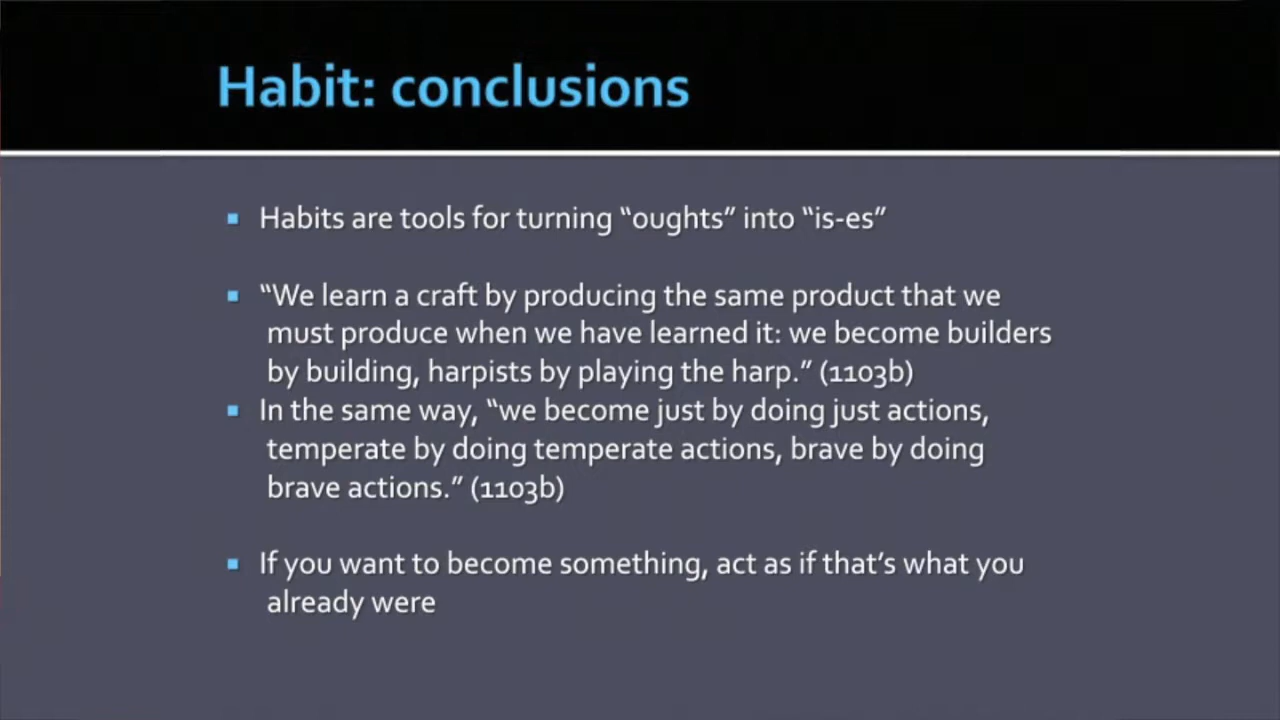 Habit: conclusions
▪ Habits are tools for turning “oughts” into “is-es”
▪ “We learn a craft by producing the same product that we
must produce when we have learned it: we become builders
by building, harpists by playing the harp.” (1103b)
▪ In the same way, “we become just by doing just actions,
temperate by doing temperate actions, brave by doing
brave actions.” (1103b)
▪ If you want to become something, act as if that’s what you
already were